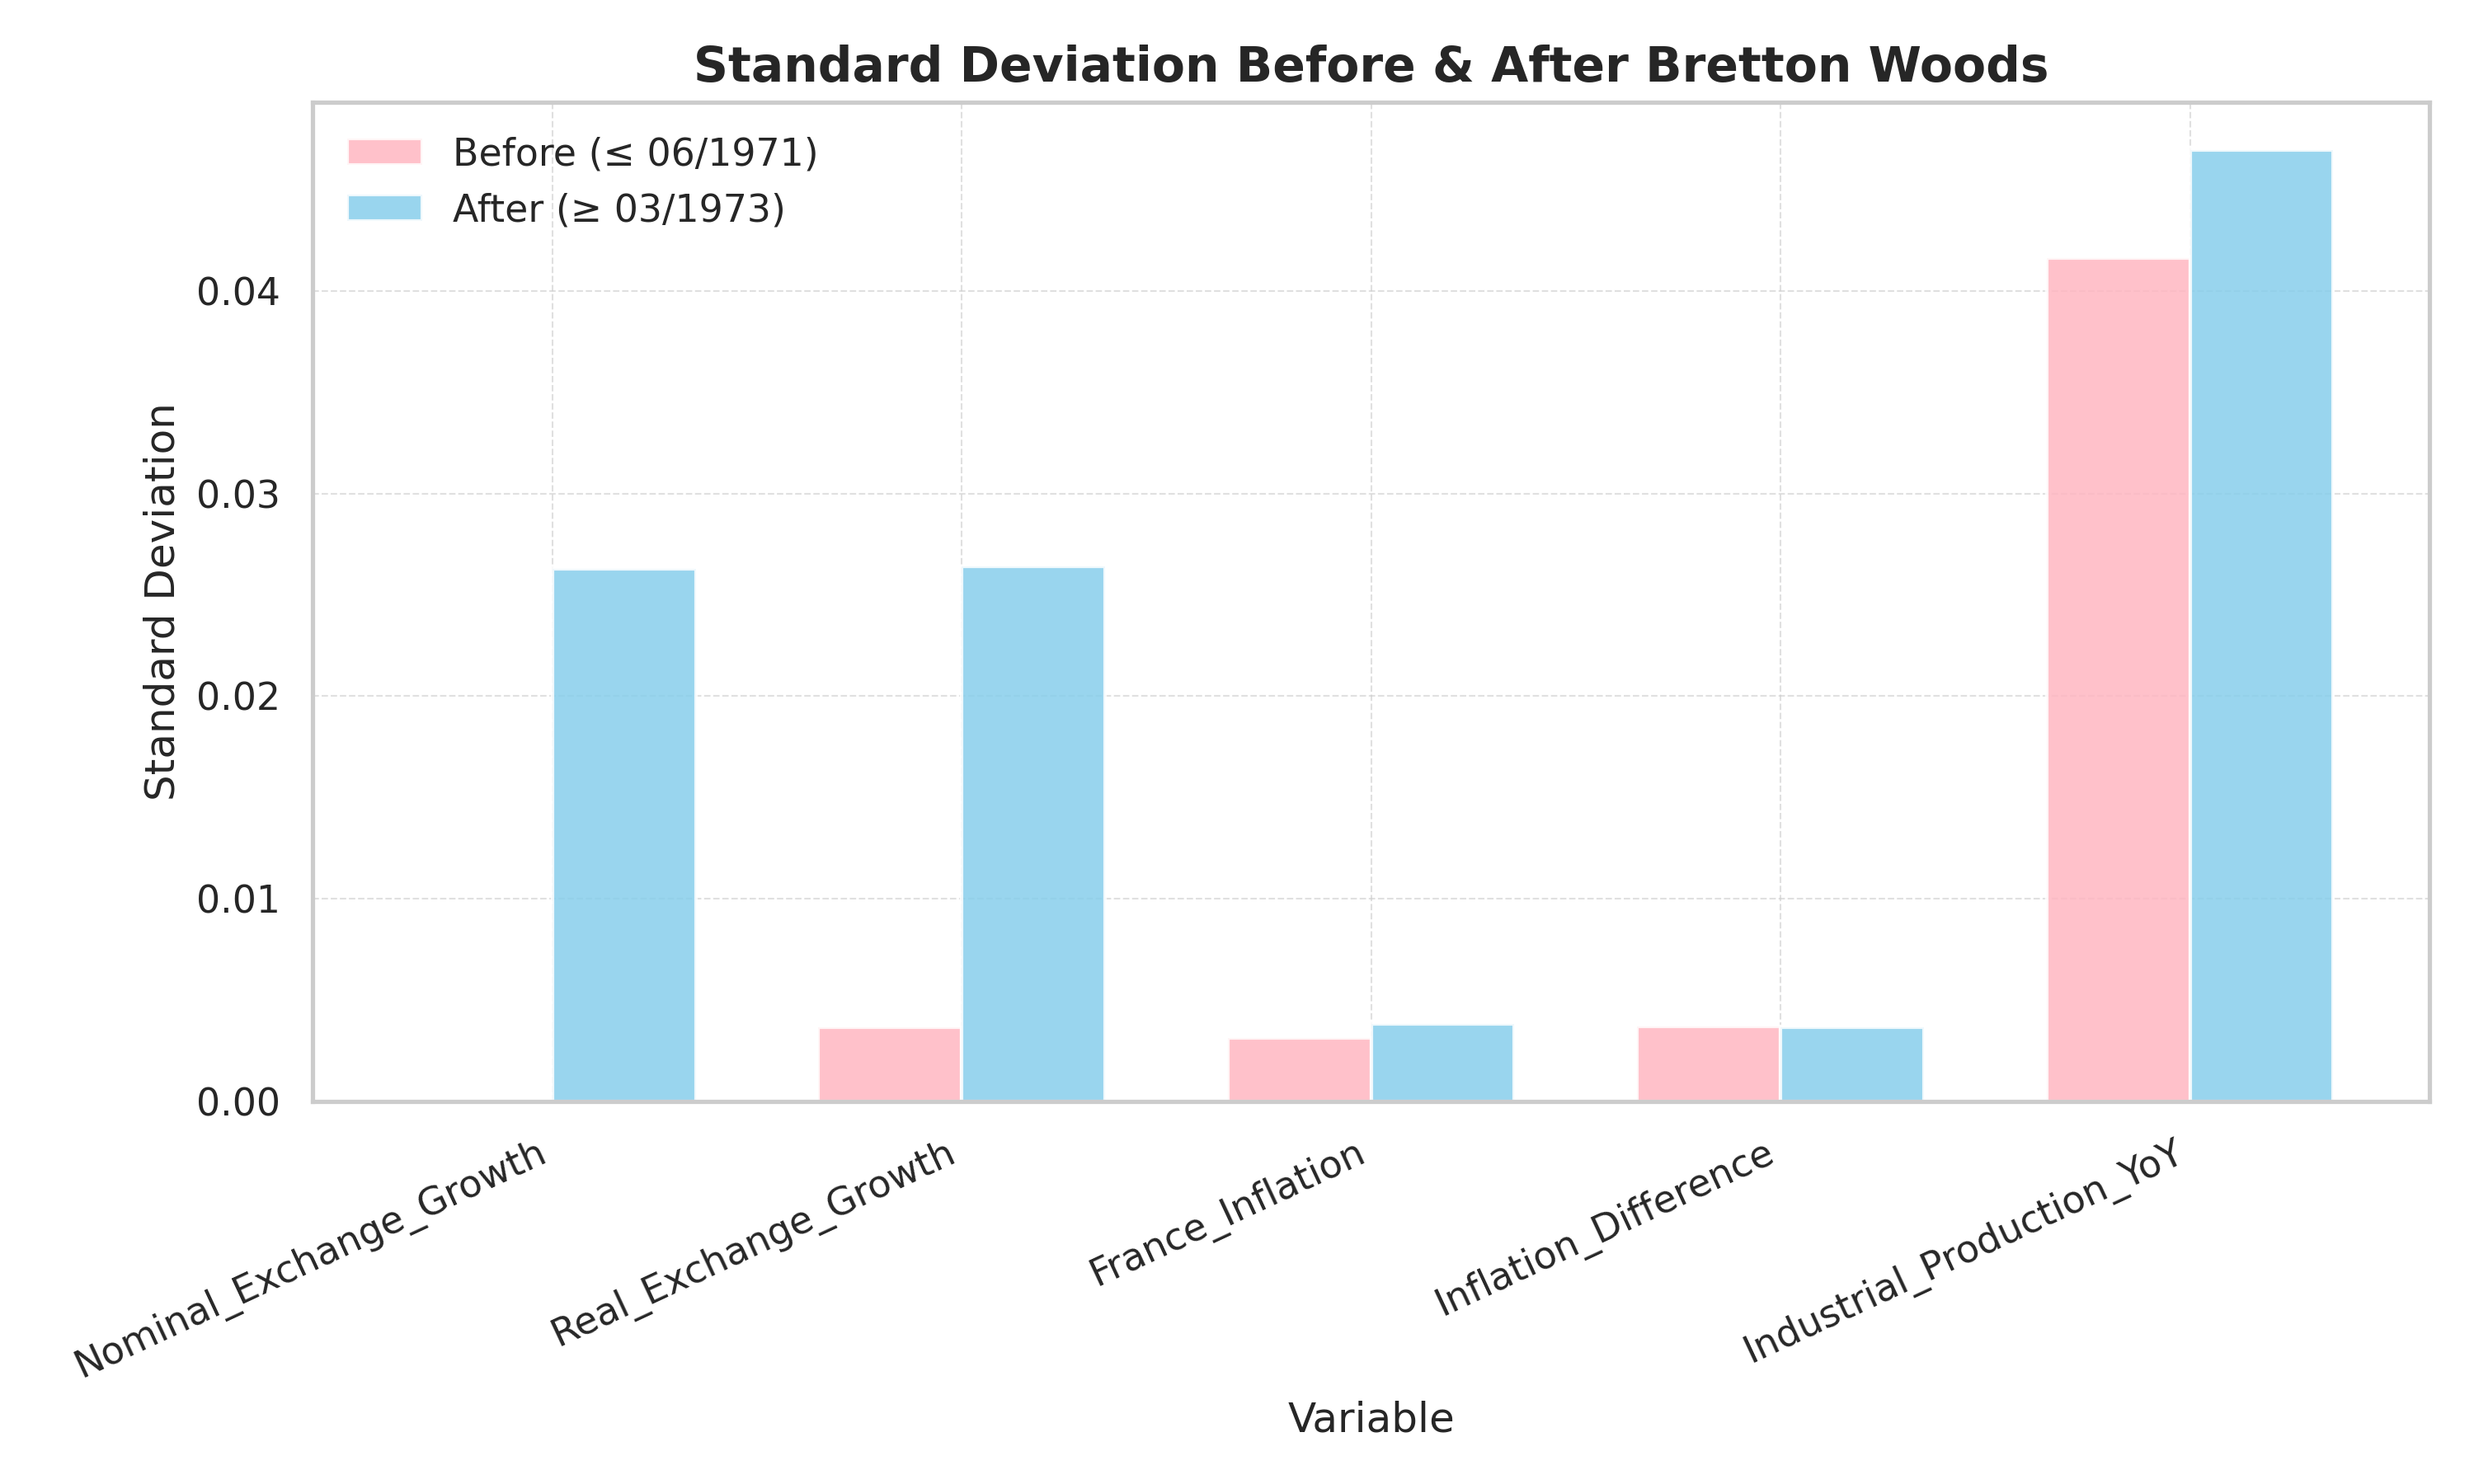 Standard Deviation Before & After Bretton Woods
Before (≤ 06/1971)
After (≥ 03/1973)
Standard Deviation
0.04
0.03
0.02
0.01
0.00
Nominal_Exchange_Growth
Real_Exchange_Growth
France_Inflation
Inflation_Difference
Industrial_Production_YoY
Variable